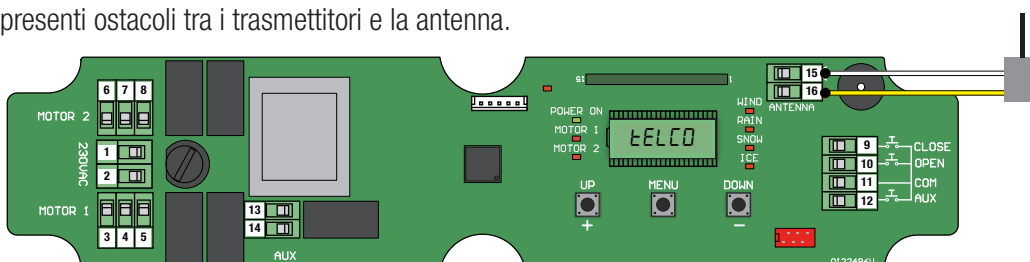 presenti ostacoli tra i trasmettitori e la antenna.
6 7 8
MOTOR 2
230VAC
1
2
MOTOR 1
3 4 5
13
14
AUX
15
1
POWER ON
MOTOR 1
MOTOR 2
tELCO
WIND
RAIN
SNOW
ICE
UP
MENU
DOWN
+
−
15
16
ANTENNA
9 CLOSE
10 OPEN
11 COM
12 AUX